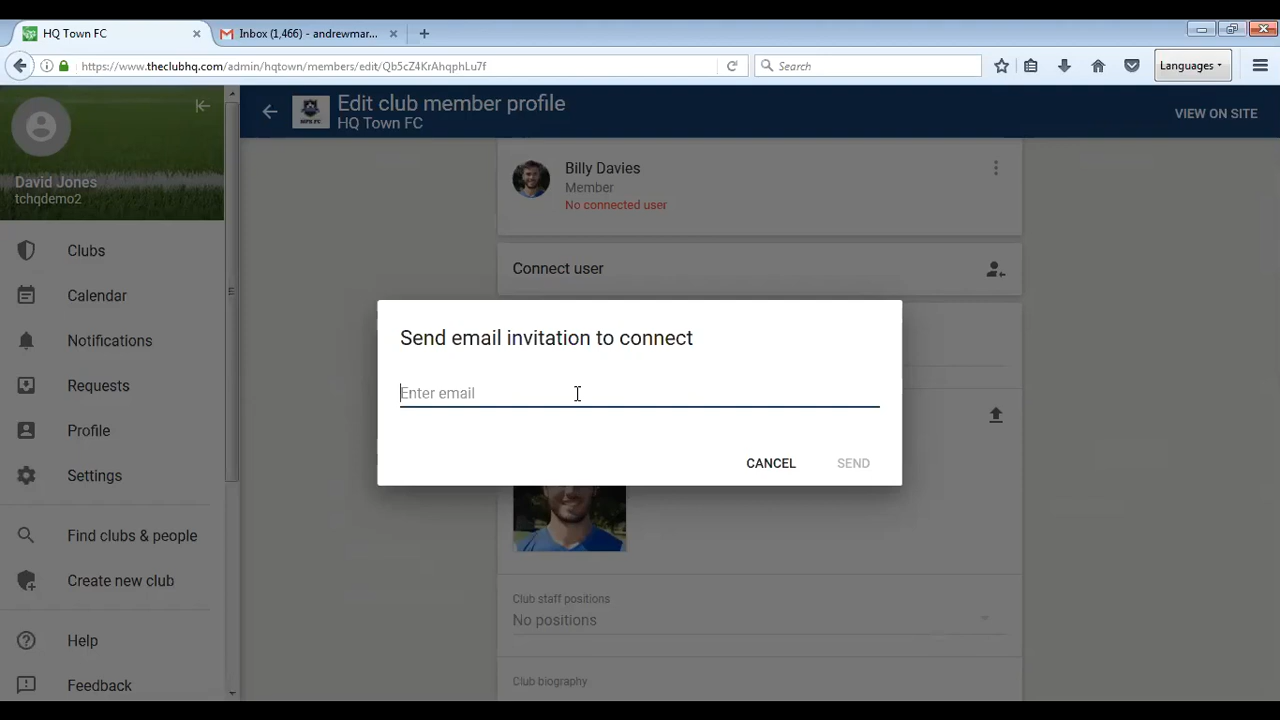 HQ Town FC
Inbox (1,466) - andrewmar...
https://www.theclubhq.com/admin/hqtown/members/edit/Qb5cZ4KrAhqphLu7f
Search
Languages
Edit club member profile
HQ Town FC
VIEW ON SITE
David Jones
tchqdemo2
Clubs
Calendar
Notifications
Requests
Profile
Settings
Find clubs & people
Create new club
Help
Feedback
Billy Davies
Member
No connected user
Connect user
Send email invitation to connect
Enter email
CANCEL
SEND
Club staff positions
No positions
Club biography